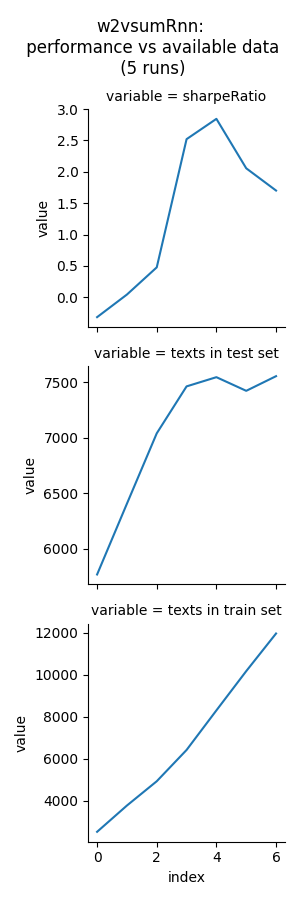 w2vsumRnn:
performance vs available data
(5 runs)
variable = sharpeRatio
3.0
2.5
2.0
1.5
1.0
0.5
0.0
value
variable = texts in test set
7500
7000
6500
6000
value
variable = texts in train set
12000
10000
8000
6000
4000
value
0 2 4 6
index